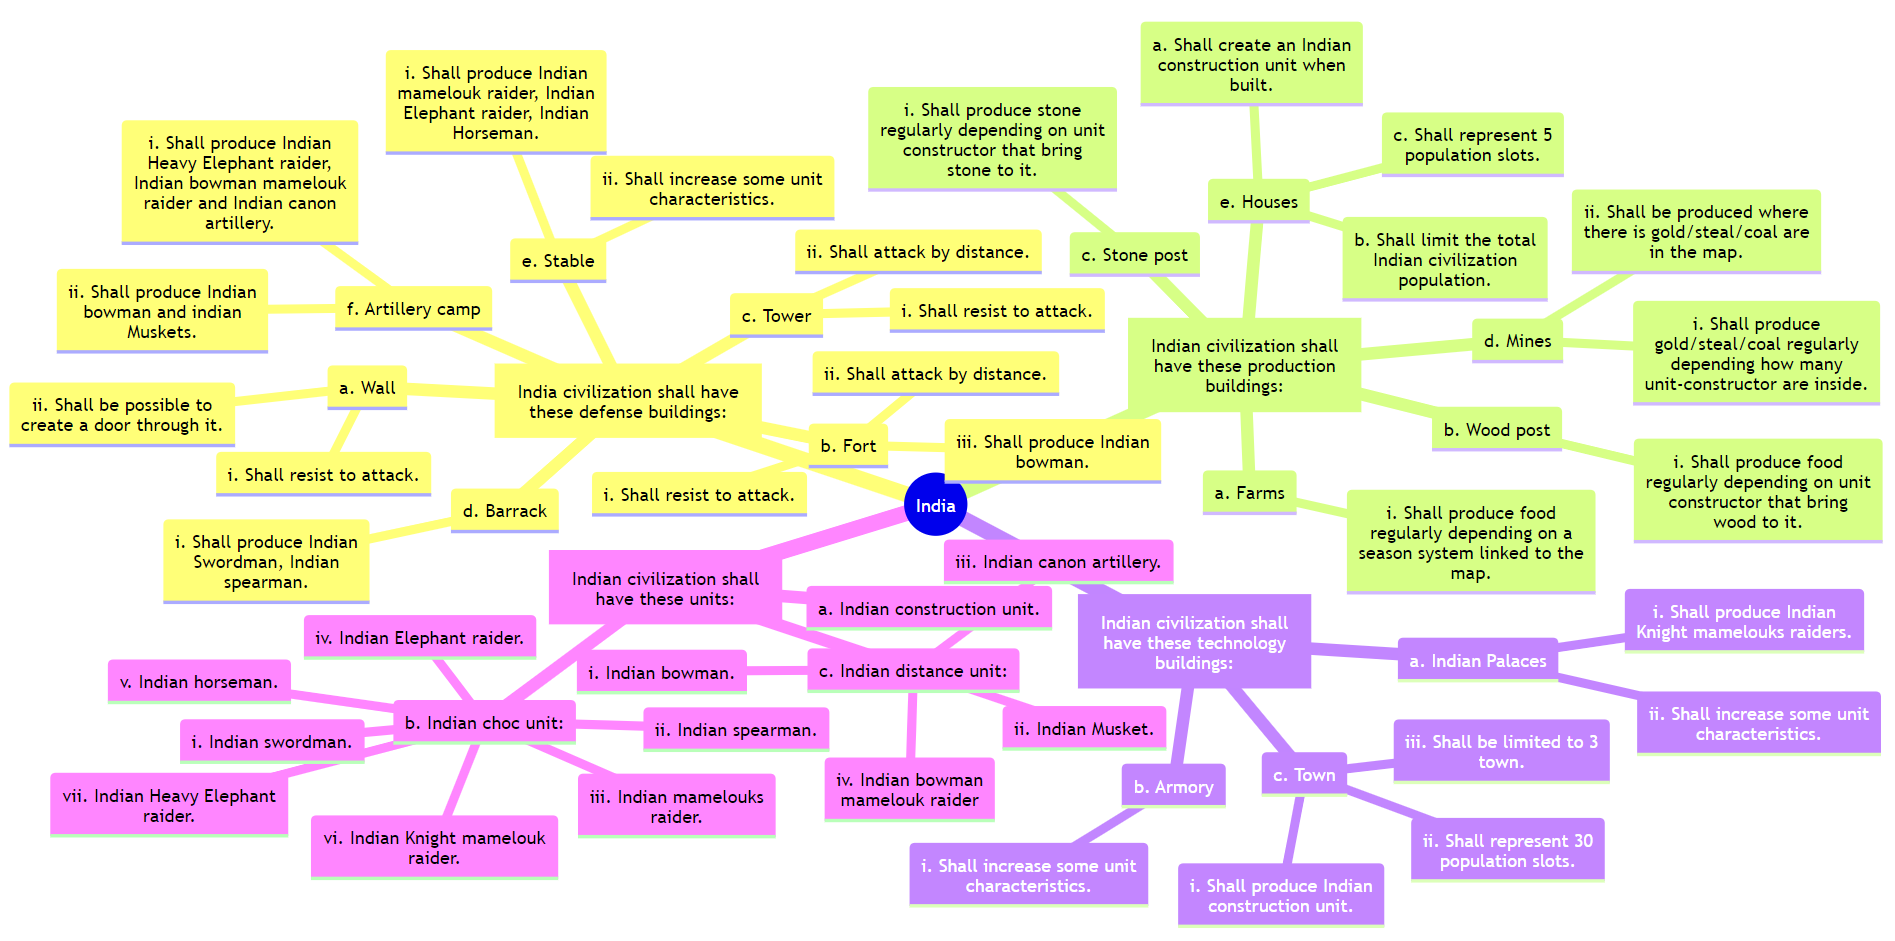 India
India civilization shall have
these defense buildings:
a. Wall
i. Shall resist to attack.
ii. Shall be possible to
create a door through it.
b. Fort
i. Shall resist to attack.
ii. Shall attack by distance.
iii. Shall produce Indian
bowman.
c. Tower
i. Shall resist to attack.
ii. Shall attack by distance.
d. Barrack
i. Shall produce Indian
Swordman, Indian
spearman.
e. Stable
i. Shall produce Indian
mamelouk raider, Indian
Elephant raider, Indian
Horseman.
ii. Shall increase some unit
characteristics.
f. Artillery camp
i. Shall produce Indian
Heavy Elephant raider,
Indian bowman mamelouk
raider and Indian canon
artillery.
ii. Shall produce Indian
bowman and indian
Muskets.
Indian civilization shall
have these production
buildings:
a. Farms
i. Shall produce food
regularly depending on a
season system linked to the
map.
b. Wood post
i. Shall produce food
regularly depending on unit
constructor that bring
wood to it.
c. Stone post
i. Shall produce stone
regularly depending on unit
constructor that bring
stone to it.
d. Mines
i. Shall produce
gold/steal/coal regularly
depending how many
unit-constructor are inside.
ii. Shall be produced where
there is gold/steal/coal are
in the map.
e. Houses
a. Shall create an Indian
construction unit when
built.
b. Shall limit the total
Indian civilization
population.
c. Shall represent 5
population slots.
Indian civilization shall
have these technology
buildings:
a. Indian Palaces
i. Shall produce Indian
Knight mamelouks raiders.
ii. Shall increase some unit
characteristics.
b. Armory
i. Shall increase some unit
characteristics.
c. Town
i. Shall produce Indian
construction unit.
ii. Shall represent 30
population slots.
iii. Shall be limited to 3
town.
Indian civilization shall
have these units:
a. Indian construction unit.
b. Indian choc unit:
i. Indian swordman.
ii. Indian spearman.
iii. Indian mamelouks
raider.
iv. Indian Elephant raider.
v. Indian horseman.
vi. Indian Knight mamelouk
raider.
vii. Indian Heavy Elephant
raider.
c. Indian distance unit:
i. Indian bowman.
ii. Indian Musket.
iii. Indian canon artillery.
iv. Indian bowman
mamelouk raider